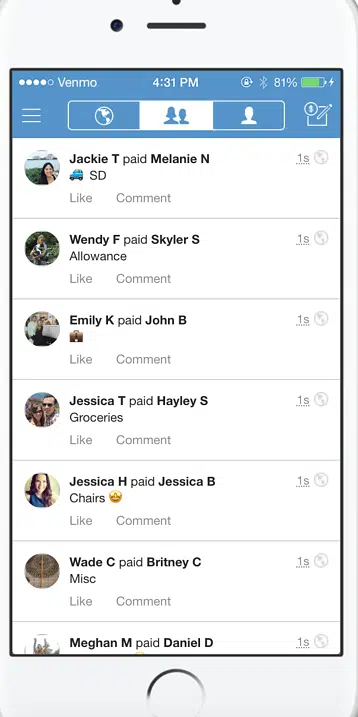 Venmo 4:31 PM 81%
$
Jackie T paid Melanie N 1s
🚙 SD
Like Comment
Wendy F paid Skyler S 1s
Allowance
Like Comment
Emily K paid John B 1s
💼
Like Comment
Jessica T paid Hayley S 1s
Groceries
Like Comment
Jessica H paid Jessica B 1s
Chairs 🤩
Like Comment
Wade C paid Britney C 1s
Misc
Like Comment
Meghan M paid Daniel D 1s